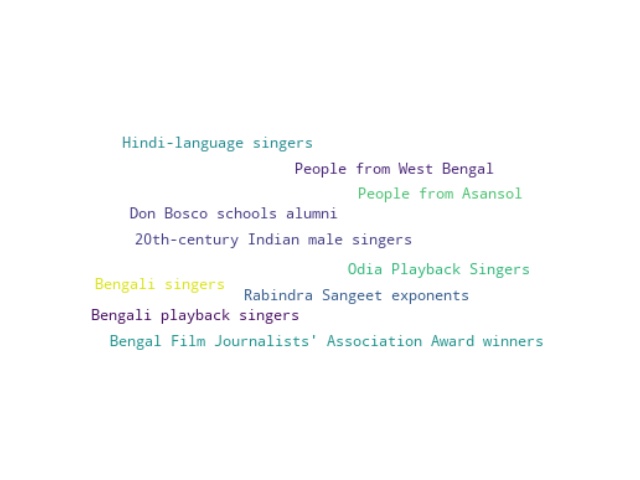 Hindi-language singers
People from West Bengal
People from Asansol
Don Bosco schools alumni
20th-century Indian male singers
Odia Playback Singers
Bengali singers
Rabindra Sangeet exponents
Bengali playback singers
Bengal Film Journalists' Association Award winners